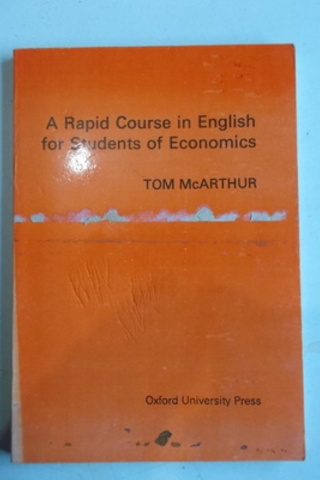 A Rapid Course in English
for Students of Economics
TOM McARTHUR
Oxford University Press